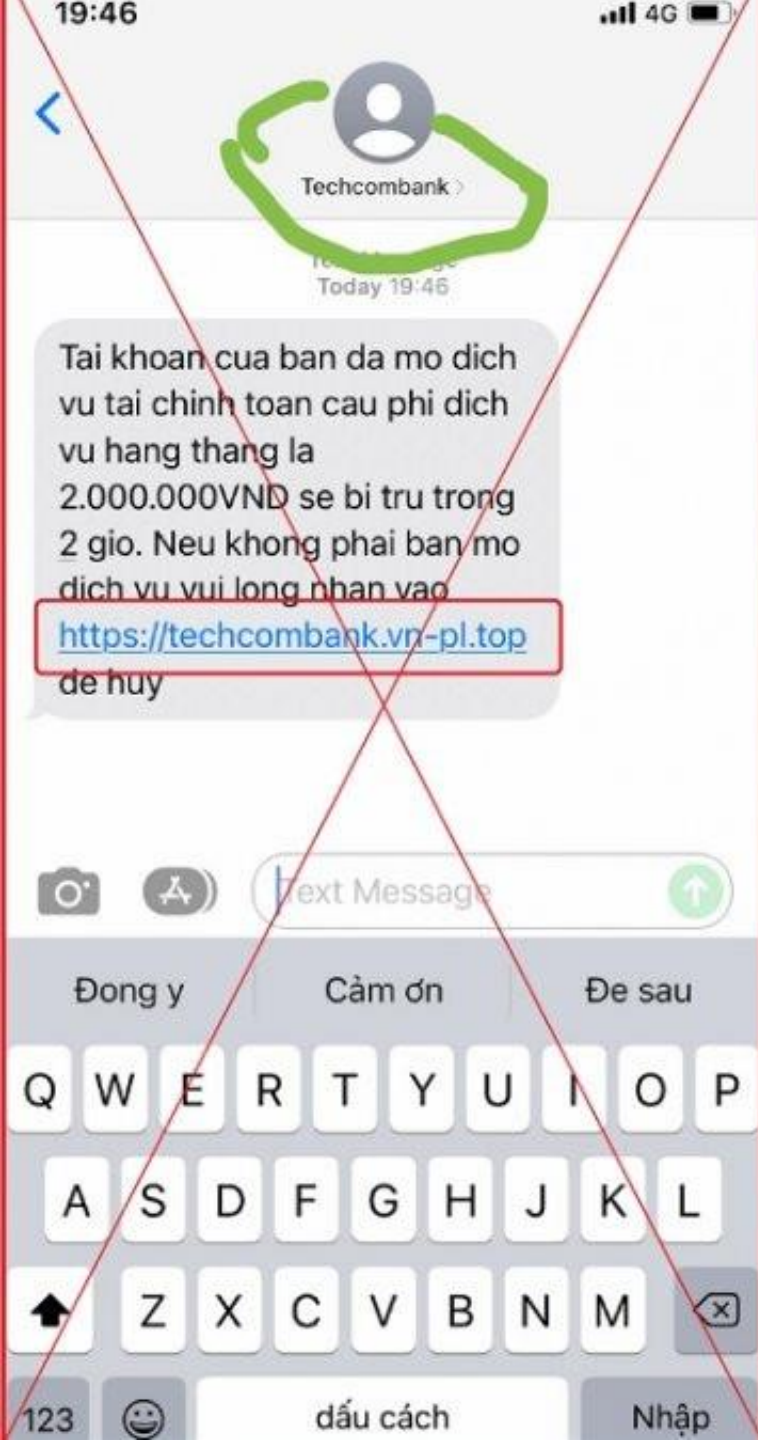 19:46
4G
Techcombank
Today 19:46
Tai khoan cua ban da mo dich
vu tai chinh toan cau phi dich
vu hang thang la
2.000.000VND se bi tru trong
2 gio. Neu khong phai ban mo
dich vu vui long nhan vao
https://techcombank.vn-pl.top
de huy
Text Message
Đong y
Cảm ơn
Đe sau
Q W E R T Y U I O P
A S D F G H J K L
Z X C V B N M
123
dấu cách
Nhập